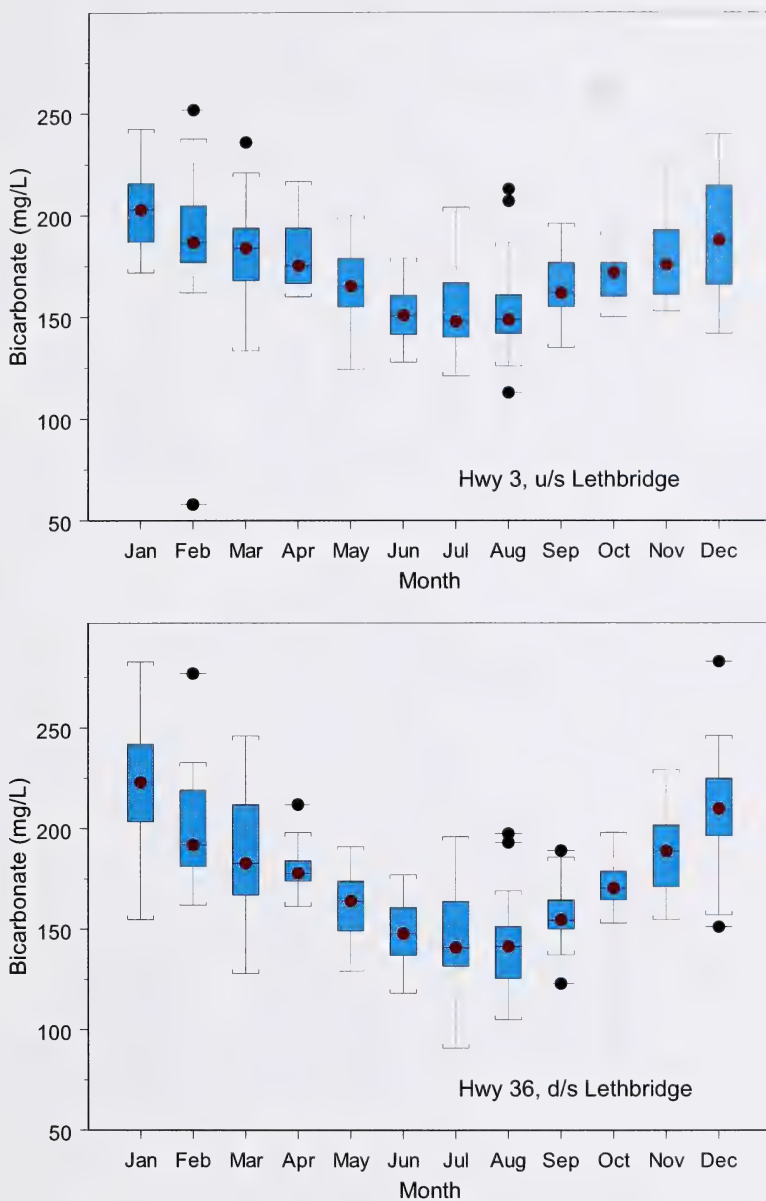 Bicarbonate (mg/L)
250
200
150
100
50
Hwy 3, u/s Lethbridge
Jan Feb Mar Apr May Jun Jul Aug Sep Oct Nov Dec
Month
Bicarbonate (mg/L)
250
200
150
100
50
Hwy 36, d/s Lethbridge
Jan Feb Mar Apr May Jun Jul Aug Sep Oct Nov Dec
Month